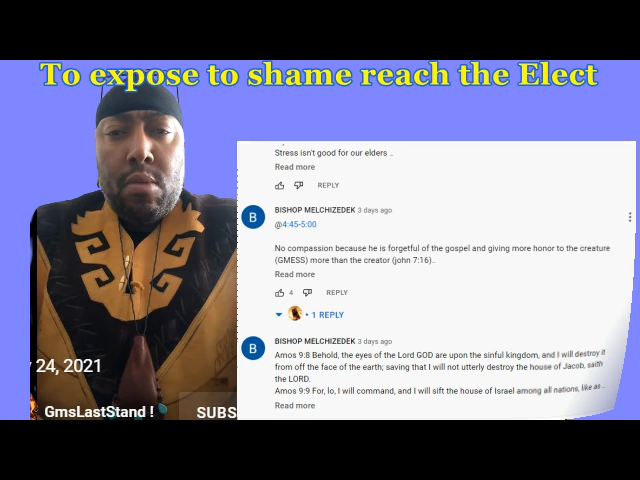 To expose to shame reach the Elect
Stress isn't good for our elders ..
Read more
REPLY
B
BISHOP MELCHIZEDEK 3 days ago
@4:45-5:00
No compassion because he is forgetful of the gospel and giving more honor to the creature
(GMESS) more than the creator (john 7:16)..
Read more
4 REPLY
• 1 REPLY
B
BISHOP MELCHIZEDEK 3 days ago
Amos 9:8 Behold, the eyes of the Lord GOD are upon the sinful kingdom, and I will destroy it
from off the face of the earth; saving that I will not utterly destroy the house of Jacob, saith
the LORD.
Amos 9:9 For, lo, I will command, and I will sift the house of Israel among all nations, like as ..
Read more
24, 2021
GmsLastStand !
SUBS